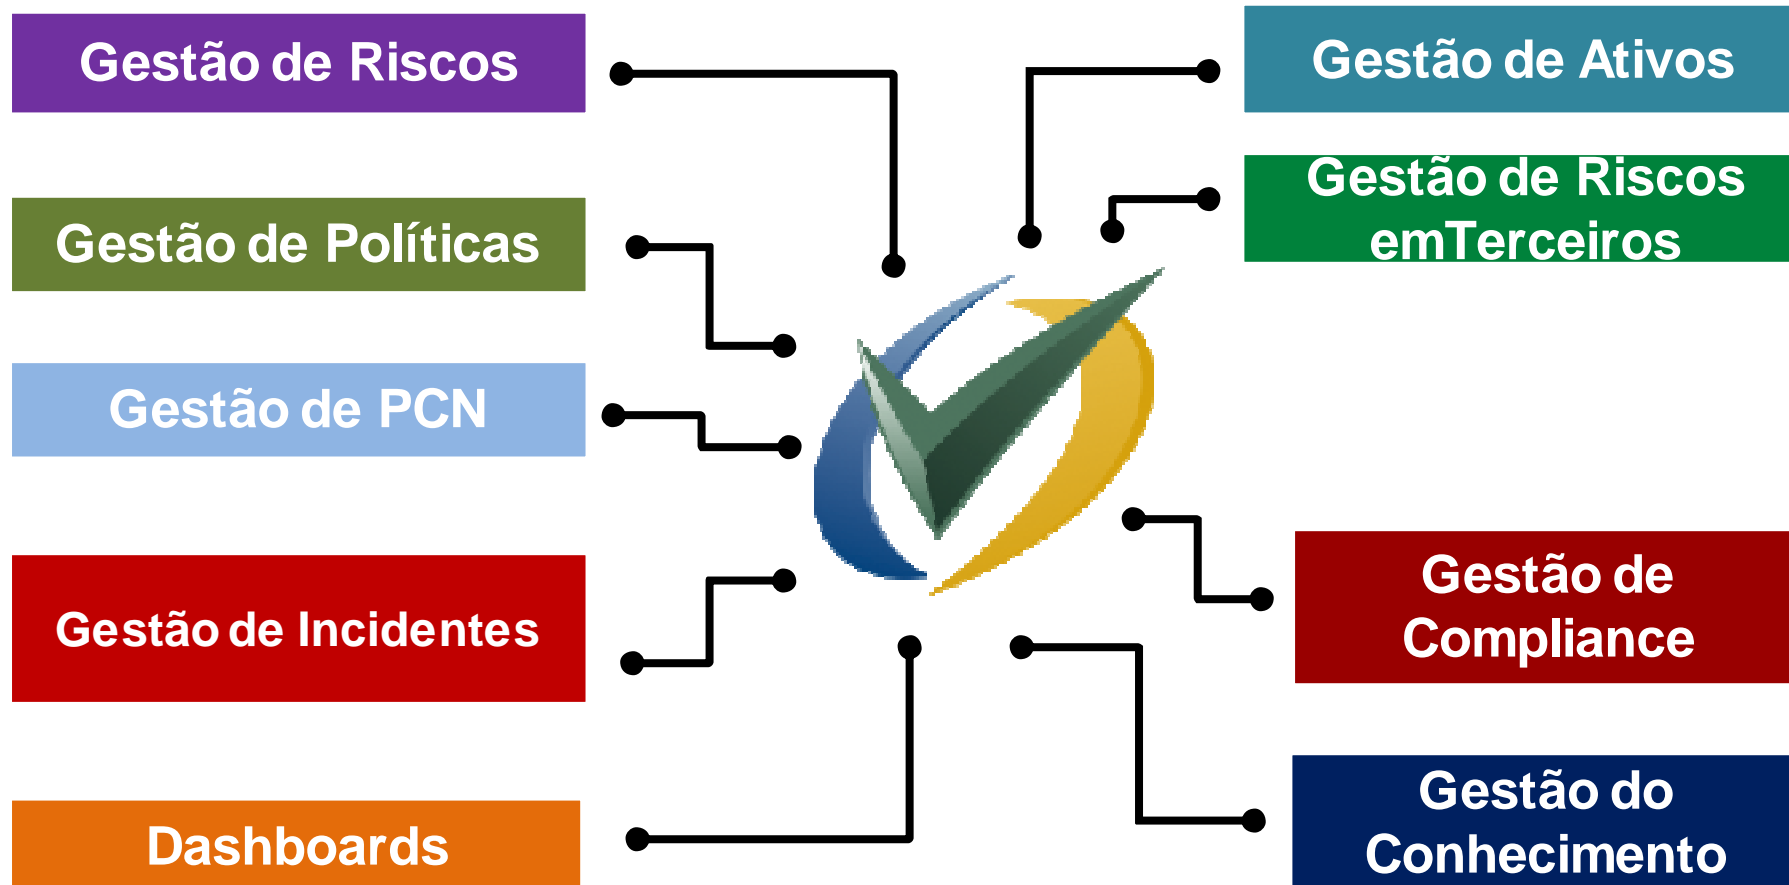 Gestão de Riscos
Gestão de Políticas
Gestão de PCN
Gestão de Incidentes
Dashboards
Gestão de Ativos
Gestão de Riscos
emTerceiros
Gestão de
Compliance
Gestão do
Conhecimento